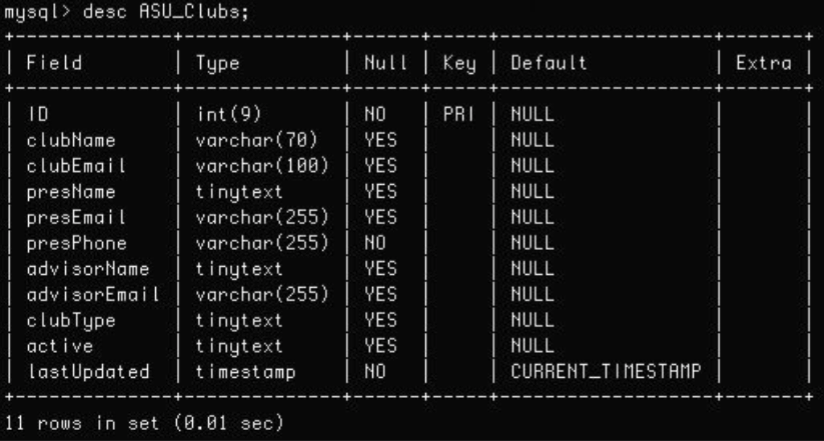 mysql> desc ASU_Clubs;
+--------------+--------------+------+-----+-------------------+-------+
| Field | Type | Null | Key | Default | Extra |
+--------------+--------------+------+-----+-------------------+-------+
| ID | int(9) | NO | PRI | NULL | |
| clubName | varchar(70) | YES | | NULL | |
| clubEmail | varchar(100) | YES | | NULL | |
| presName | tinytext | YES | | NULL | |
| presEmail | varchar(255) | YES | | NULL | |
| presPhone | varchar(255) | NO | | NULL | |
| advisorName | tinytext | YES | | NULL | |
| advisorEmail | varchar(255) | YES | | NULL | |
| clubType | tinytext | YES | | NULL | |
| active | tinytext | YES | | NULL | |
| lastUpdated | timestamp | NO | | CURRENT_TIMESTAMP | |
+--------------+--------------+------+-----+-------------------+-------+
11 rows in set (0.01 sec)